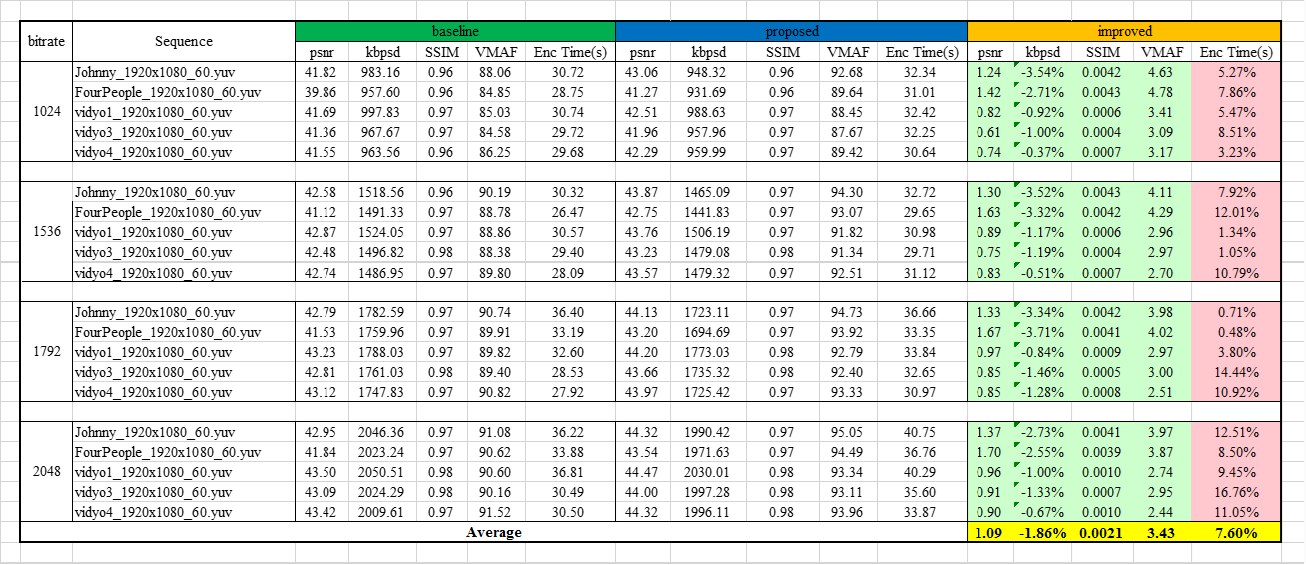 bitrate Sequence baseline proposed improved
psnr kbpsd SSIM VMAF Enc Time(s) psnr kbpsd SSIM VMAF Enc Time(s) psnr kbpsd SSIM VMAF Enc Time(s)
Johnny_1920x1080_60.yuv 41.82 983.16 0.96 88.06 30.72 43.06 948.32 0.96 92.68 32.34 1.24 -3.54% 0.0042 4.63 5.27%
FourPeople_1920x1080_60.yuv 39.86 957.60 0.96 84.85 28.75 41.27 931.69 0.96 89.64 31.01 1.42 -2.71% 0.0043 4.78 7.86%
1024 vidyo1_1920x1080_60.yuv 41.69 997.83 0.96 85.03 30.74 42.51 988.63 0.97 88.45 32.42 0.82 -0.92% 0.0006 3.41 5.47%
vidyo3_1920x1080_60.yuv 41.36 967.67 0.97 84.58 29.72 41.96 957.96 0.97 87.67 32.25 0.61 -1.00% 0.0004 3.09 8.51%
vidyo4_1920x1080_60.yuv 41.55 963.56 0.96 86.25 29.68 42.29 959.99 0.97 89.42 30.64 0.74 -0.37% 0.0007 3.17 3.23%
Johnny_1920x1080_60.yuv 42.58 1518.56 0.96 90.19 30.32 43.87 1465.09 0.97 94.30 32.72 1.30 -3.52% 0.0043 4.11 7.92%
FourPeople_1920x1080_60.yuv 41.12 1491.33 0.97 88.78 26.47 42.75 1441.83 0.97 93.07 29.65 1.63 -3.32% 0.0042 4.29 12.01%
1536 vidyo1_1920x1080_60.yuv 42.87 1524.05 0.97 88.86 30.57 43.76 1506.19 0.97 91.82 30.98 0.89 -1.17% 0.0006 2.96 1.34%
vidyo3_1920x1080_60.yuv 42.48 1496.82 0.98 88.38 29.40 43.23 1479.08 0.98 91.34 29.71 0.75 -1.19% 0.0004 2.97 1.05%
vidyo4_1920x1080_60.yuv 42.74 1486.95 0.97 89.80 28.09 43.57 1479.32 0.97 92.51 31.12 0.83 -0.51% 0.0007 2.70 10.79%
Johnny_1920x1080_60.yuv 42.79 1782.59 0.97 90.74 36.40 44.13 1723.11 0.97 94.73 36.66 1.33 -3.34% 0.0042 3.98 0.71%
FourPeople_1920x1080_60.yuv 41.53 1759.96 0.97 89.91 33.19 43.20 1694.69 0.97 93.92 33.35 1.67 -3.71% 0.0041 4.02 0.48%
1792 vidyo1_1920x1080_60.yuv 43.23 1788.03 0.97 89.82 32.60 44.20 1773.03 0.98 92.79 33.84 0.97 -0.84% 0.0009 2.97 3.80%
vidyo3_1920x1080_60.yuv 42.81 1761.03 0.98 89.40 28.53 43.66 1735.32 0.98 92.40 32.65 0.85 -1.46% 0.0005 3.00 14.44%
vidyo4_1920x1080_60.yuv 43.12 1747.83 0.97 90.82 27.92 43.97 1725.42 0.97 93.33 30.97 0.85 -1.28% 0.0008 2.51 10.92%
Johnny_1920x1080_60.yuv 42.95 2046.36 0.97 91.08 36.22 44.32 1990.42 0.97 95.05 40.75 1.37 -2.73% 0.0041 3.97 12.51%
FourPeople_1920x1080_60.yuv 41.84 2023.24 0.97 90.62 33.88 43.54 1971.63 0.97 94.49 36.76 1.70 -2.55% 0.0039 3.87 8.50%
2048 vidyo1_1920x1080_60.yuv 43.50 2050.51 0.98 90.60 36.81 44.47 2030.01 0.98 93.34 40.29 0.96 -1.00% 0.0010 2.74 9.45%
vidyo3_1920x1080_60.yuv 43.09 2024.29 0.98 90.16 30.49 44.00 1997.28 0.98 93.11 35.60 0.91 -1.33% 0.0007 2.95 16.76%
vidyo4_1920x1080_60.yuv 43.42 2009.61 0.97 91.52 30.50 44.32 1996.11 0.98 93.96 33.87 0.90 -0.67% 0.0010 2.44 11.05%
Average 1.09 -1.86% 0.0021 3.43 7.60%